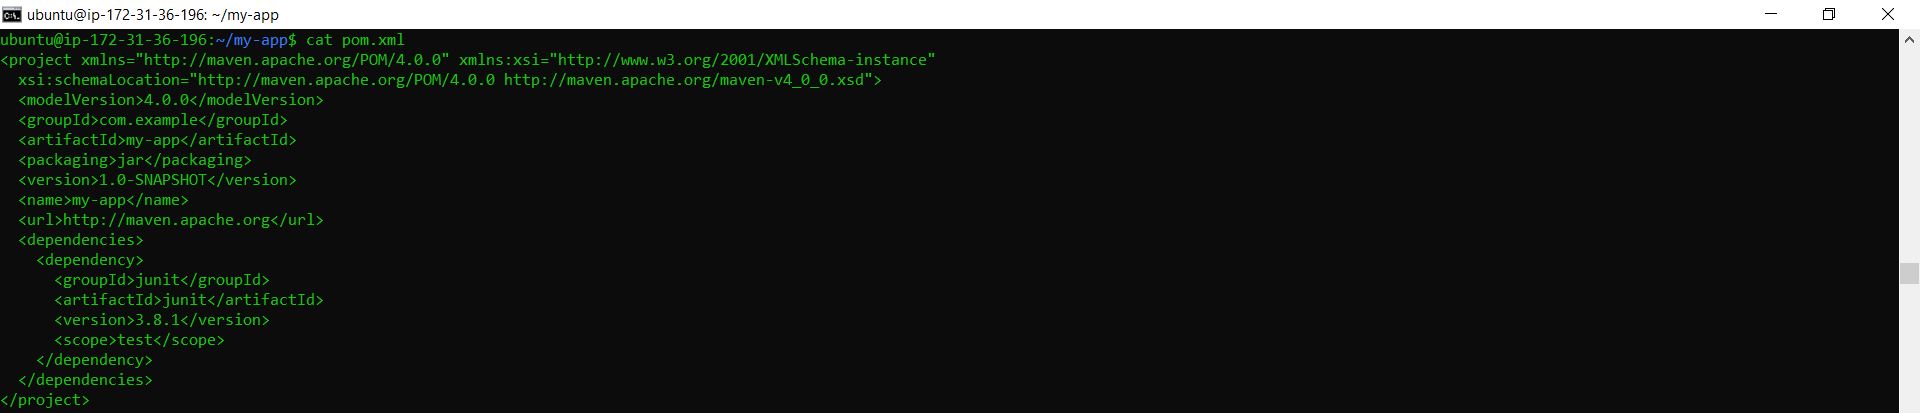 ubuntu@ip-172-31-36-196: ~/my-app
ubuntu@ip-172-31-36-196:~/my-app$ cat pom.xml
<project xmlns="http://maven.apache.org/POM/4.0.0" xmlns:xsi="http://www.w3.org/2001/XMLSchema-instance"
  xsi:schemaLocation="http://maven.apache.org/POM/4.0.0 http://maven.apache.org/maven-v4_0_0.xsd">
  <modelVersion>4.0.0</modelVersion>
  <groupId>com.example</groupId>
  <artifactId>my-app</artifactId>
  <packaging>jar</packaging>
  <version>1.0-SNAPSHOT</version>
  <name>my-app</name>
  <url>http://maven.apache.org</url>
  <dependencies>
    <dependency>
      <groupId>junit</groupId>
      <artifactId>junit</artifactId>
      <version>3.8.1</version>
      <scope>test</scope>
    </dependency>
  </dependencies>
</project>